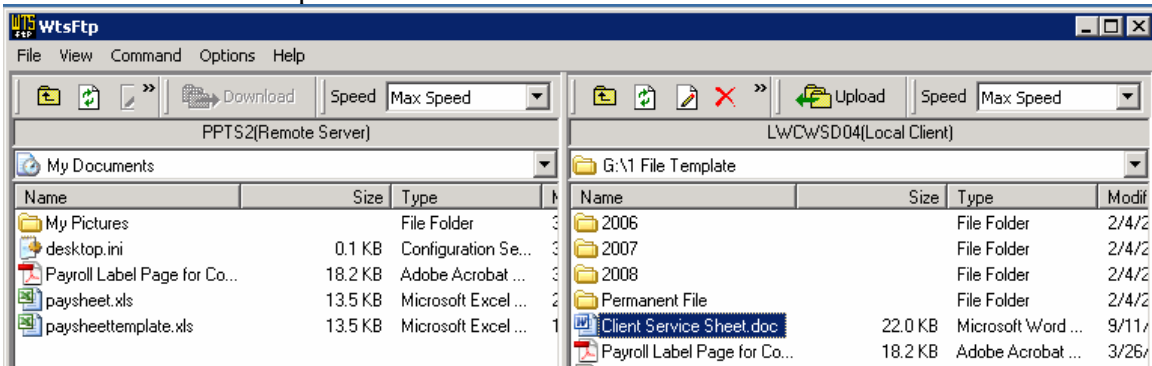 WtsFtp
File View Command Options Help
Download Speed Max Speed
Upload Speed Max Speed
PPTS2(Remote Server)
LWCWSD04(Local Client)
My Documents
G:\1 File Template
Name Size Type
Name Size Type Modif
My Pictures File Folder 3
desktop.ini 0.1 KB Configuration Se... 3
Payroll Label Page for Co... 18.2 KB Adobe Acrobat ... 3
paysheet.xls 13.5 KB Microsoft Excel ... 2
paysheettemplate.xls 13.5 KB Microsoft Excel ... 1
2006 File Folder 2/4/2
2007 File Folder 2/4/2
2008 File Folder 2/4/2
Permanent File File Folder 2/4/2
Client Service Sheet.doc 22.0 KB Microsoft Word ... 9/11/
Payroll Label Page for Co... 18.2 KB Adobe Acrobat ... 3/26/